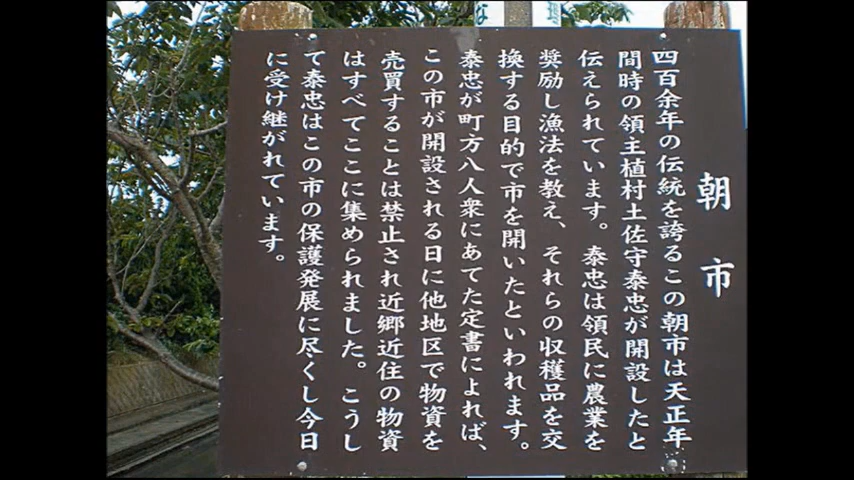 朝市
四百余年の伝統を誇るこの朝市は天正年
間時の領主植村土佐守泰忠が開設したと
伝えられています。泰忠は領民に農業を
奨励し漁法を教え、それらの収穫品を交
換する目的で市を開いたといわれます。
泰忠が町方八人衆にあてた定書によれば、
この市が開設される日に他地区で物資を
売買することは禁止され近郷近住の物資
はすべてここに集められました。こうし
て泰忠はこの市の保護発展に尽くし今日
に受け継がれています。